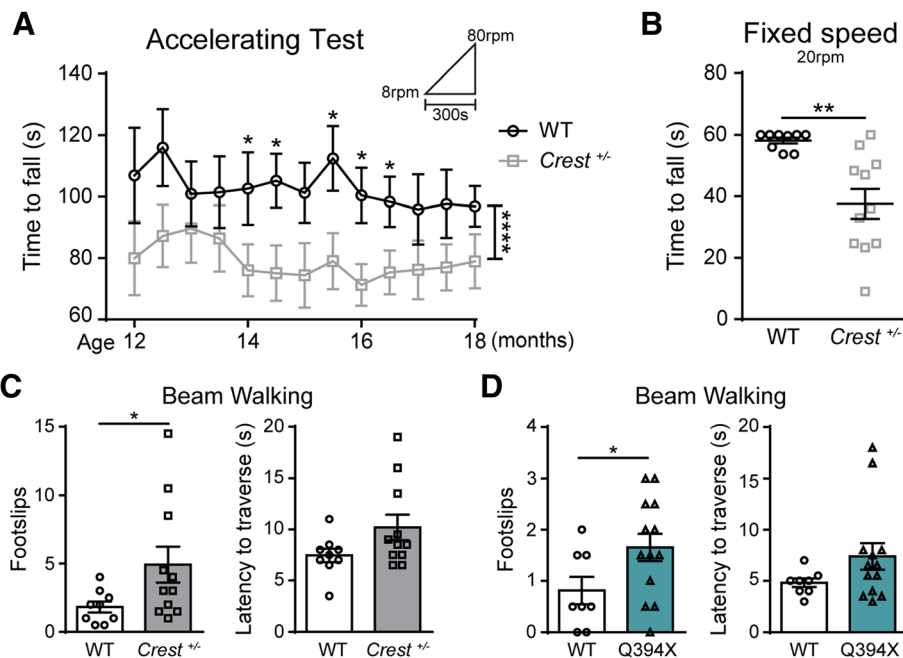 A
Accelerating Test
80rpm
8rpm
300s
Time to fall (s)
140
120
100
80
60
* * * * *
WT
Crest +/-
****
Age 12 14 16 18 (months)
B
Fixed speed
20rpm
Time to fall (s)
80
60
40
20
0
**
WT Crest +/-
C
Beam Walking
Footslips
15
10
5
0
*
WT Crest +/-
Latency to traverse (s)
20
15
10
5
0
WT Crest +/-
D
Beam Walking
Footslips
4
3
2
1
0
*
WT Q394X
Latency to traverse (s)
20
15
10
5
0
WT Q394X